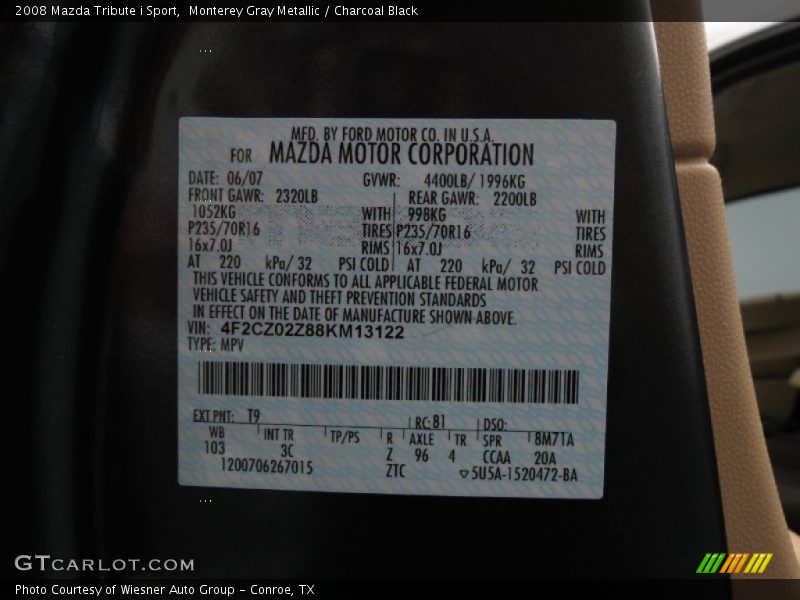 2008 Mazda Tribute i Sport,  Monterey Gray Metallic / Charcoal Black
MFD. BY FORD MOTOR CO. IN U.S.A.
FOR MAZDA MOTOR CORPORATION
DATE: 06/07 GVWR: 4400LB/ 1996KG
FRONT GAWR: 2320LB REAR GAWR: 2200LB
1052KG WITH 998KG WITH
P235/70R16 TIRES P235/70R16 TIRES
16x7.0J RIMS 16x7.0J RIMS
AT 220 kPa/ 32 PSI COLD AT 220 kPa/ 32 PSI COLD
THIS VEHICLE CONFORMS TO ALL APPLICABLE FEDERAL MOTOR
VEHICLE SAFETY AND THEFT PREVENTION STANDARDS
IN EFFECT ON THE DATE OF MANUFACTURE SHOWN ABOVE.
VIN: 4F2CZ02Z88KM13122
TYPE: MPV
EXT PNT: T9 RC: 81 DSO:
WB INT TR TP/PS R AXLE TR SPR 8M7TA
103 3C Z 96 4 CCAA 20A
1200706267015 ZTC 5U5A-1520472-BA
GTCARLOT.COM
Photo Courtesy of Wiesner Auto Group - Conroe, TX